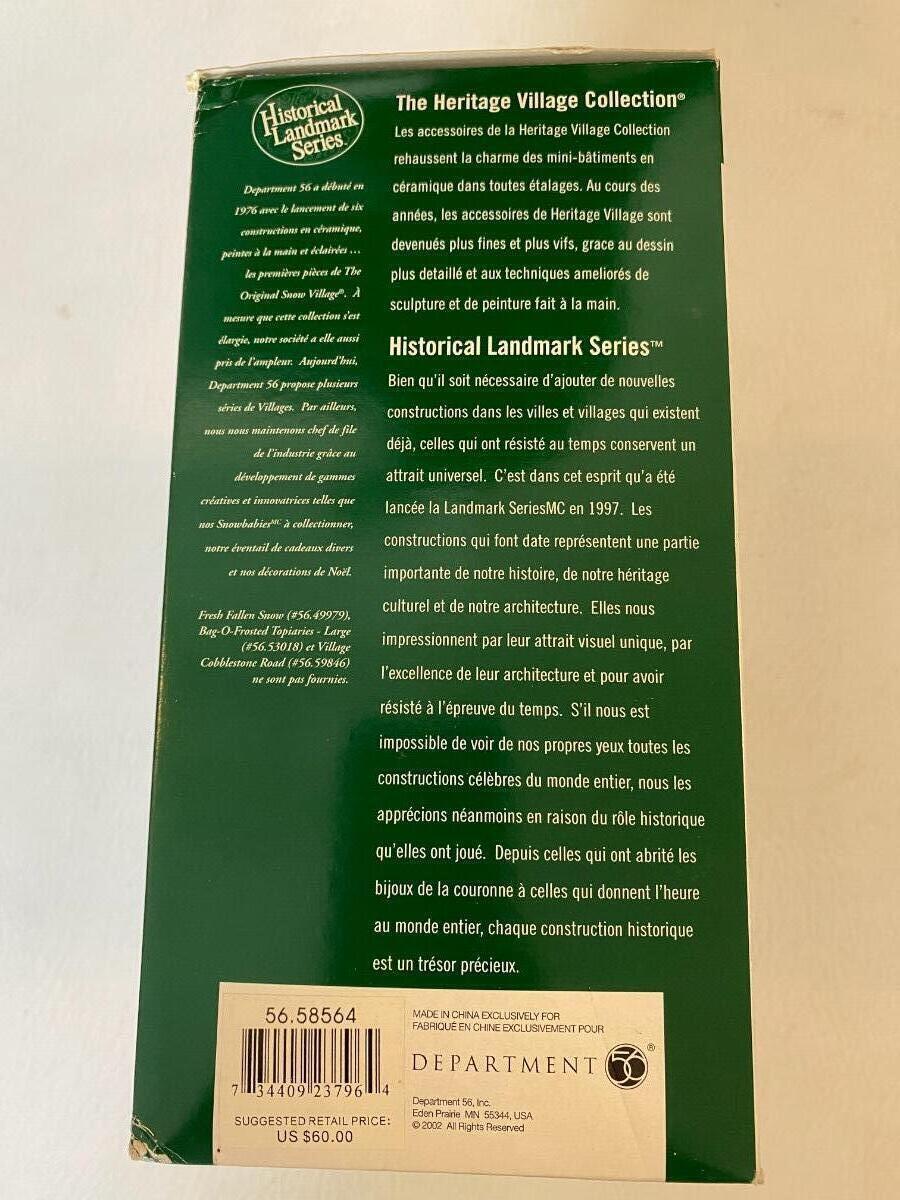 Historical
Landmark
Series™
Department 56 a débuté en
1976 avec le lancement de six
constructions en céramique,
peintes à la main et éclairées ...
les premières pièces de The
Original Snow Village®. À
mesure que cette collection s'est
élargie, notre société a elle aussi
pris de l'ampleur. Aujourd'hui,
Department 56 propose plusieurs
séries de Villages. Par ailleurs,
nous nous maintenons chef de file
de l'industrie grâce au
développement de gammes
créatives et innovatrices telles que
nos Snowbabies MC à collectionner,
notre éventail de cadeaux divers
et nos décorations de Noël.
Fresh Fallen Snow (#56.49979),
Bag-O-Frosted Topiaries - Large
(#56.53018) et Village
Cobblestone Road (#56.59846)
ne sont pas fournies.
The Heritage Village Collection®
Les accessoires de la Heritage Village Collection
rehaussent la charme des mini-bâtiments en
céramique dans toutes étalages. Au cours des
années, les accessoires de Heritage Village sont
devenués plus fines et plus vifs, grace au dessin
plus detaillé et aux techniques ameliorés de
sculpture et de peinture fait à la main.
Historical Landmark Series™
Bien qu'il soit nécessaire d'ajouter de nouvelles
constructions dans les villes et villages qui existent
déjà, celles qui ont résisté au temps conservent un
attrait universel. C'est dans cet esprit qu'a été
lancée la Landmark SeriesMC en 1997. Les
constructions qui font date représentent une partie
importante de notre histoire, de notre héritage
culturel et de notre architecture. Elles nous
impressionnent par leur attrait visuel unique, par
l'excellence de leur architecture et pour avoir
résisté à l'épreuve du temps. S'il nous est
impossible de voir de nos propres yeux toutes les
constructions célèbres du monde entier, nous les
apprécions néanmoins en raison du rôle historique
qu'elles ont joué. Depuis celles qui ont abrité les
bijoux de la couronne à celles qui donnent l'heure
au monde entier, chaque construction historique
est un trésor précieux.
56.58564
7 34409 23796 4
SUGGESTED RETAIL PRICE:
US $60.00
MADE IN CHINA EXCLUSIVELY FOR
FABRIQUÉ EN CHINE EXCLUSIVEMENT POUR
DEPARTMENT 56®
Department 56, Inc.
Eden Prairie MN 55344, USA
© 2002 All Rights Reserved